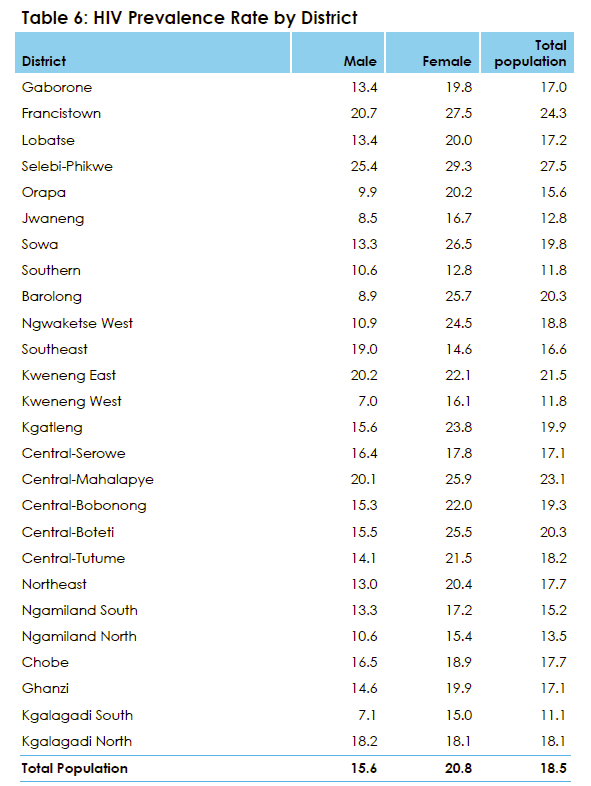 Table 6: HIV Prevalence Rate by District
District Male Female Total population
Gaborone 13.4 19.8 17.0
Francistown 20.7 27.5 24.3
Lobatse 13.4 20.0 17.2
Selebi-Phikwe 25.4 29.3 27.5
Orapa 9.9 20.2 15.6
Jwaneng 8.5 16.7 12.8
Sowa 13.3 26.5 19.8
Southern 10.6 12.8 11.8
Barolong 8.9 25.7 20.3
Ngwaketse West 10.9 24.5 18.8
Southeast 19.0 14.6 16.6
Kweneng East 20.2 22.1 21.5
Kweneng West 7.0 16.1 11.8
Kgatleng 15.6 23.8 19.9
Central-Serowe 16.4 17.8 17.1
Central-Mahalapye 20.1 25.9 23.1
Central-Bobonong 15.3 22.0 19.3
Central-Boteti 15.5 25.5 20.3
Central-Tutume 14.1 21.5 18.2
Northeast 13.0 20.4 17.7
Ngamiland South 13.3 17.2 15.2
Ngamiland North 10.6 15.4 13.5
Chobe 16.5 18.9 17.7
Ghanzi 14.6 19.9 17.1
Kgalagadi South 7.1 15.0 11.1
Kgalagadi North 18.2 18.1 18.1
Total Population 15.6 20.8 18.5